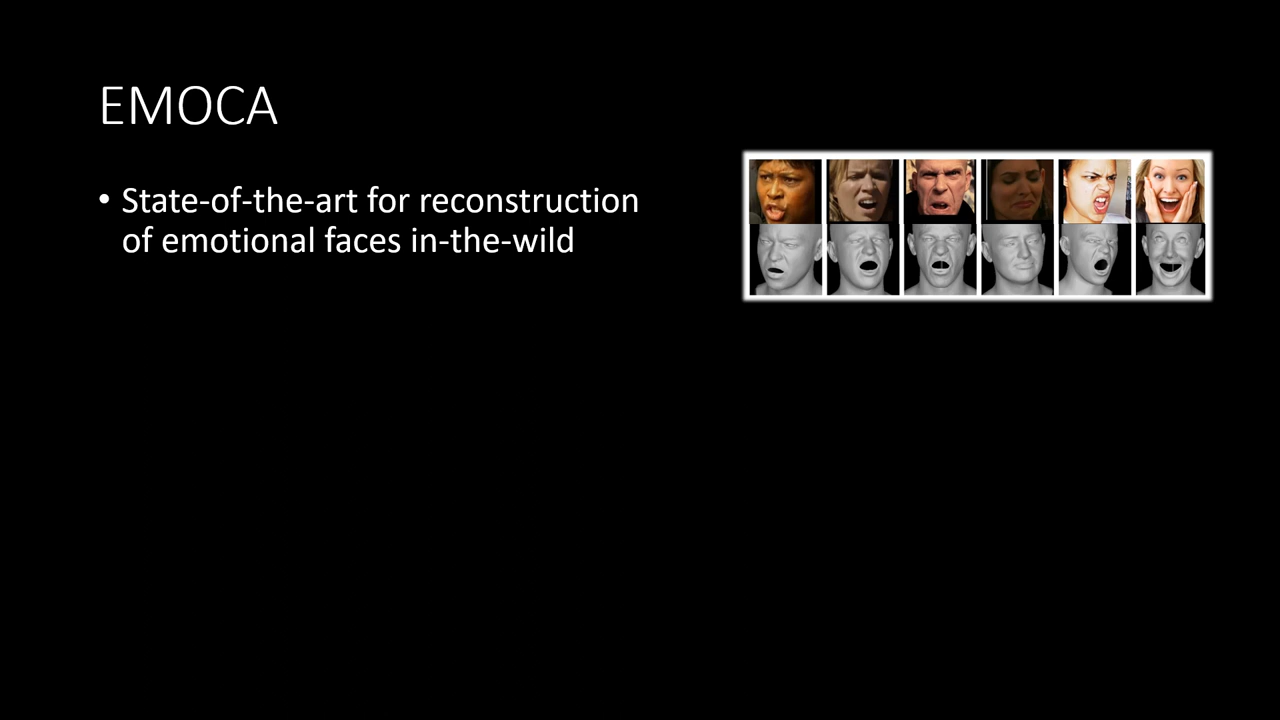 EMOCA
• State-of-the-art for reconstruction
of emotional faces in-the-wild